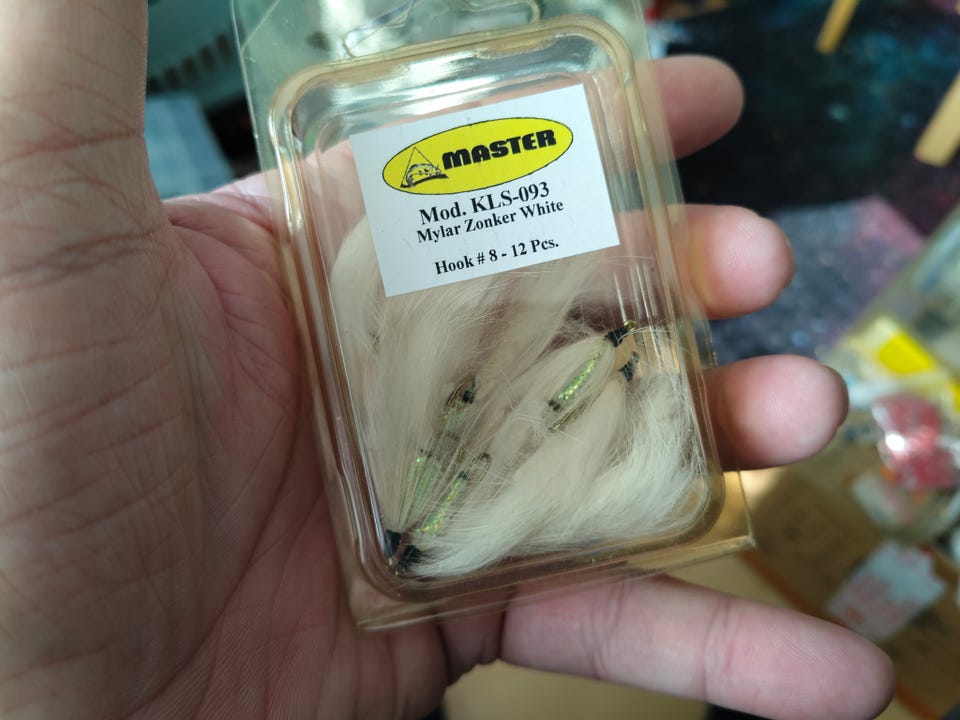 MASTER
Mod. KLS-093
Mylar Zonker White
Hook # 8 - 12 Pcs.